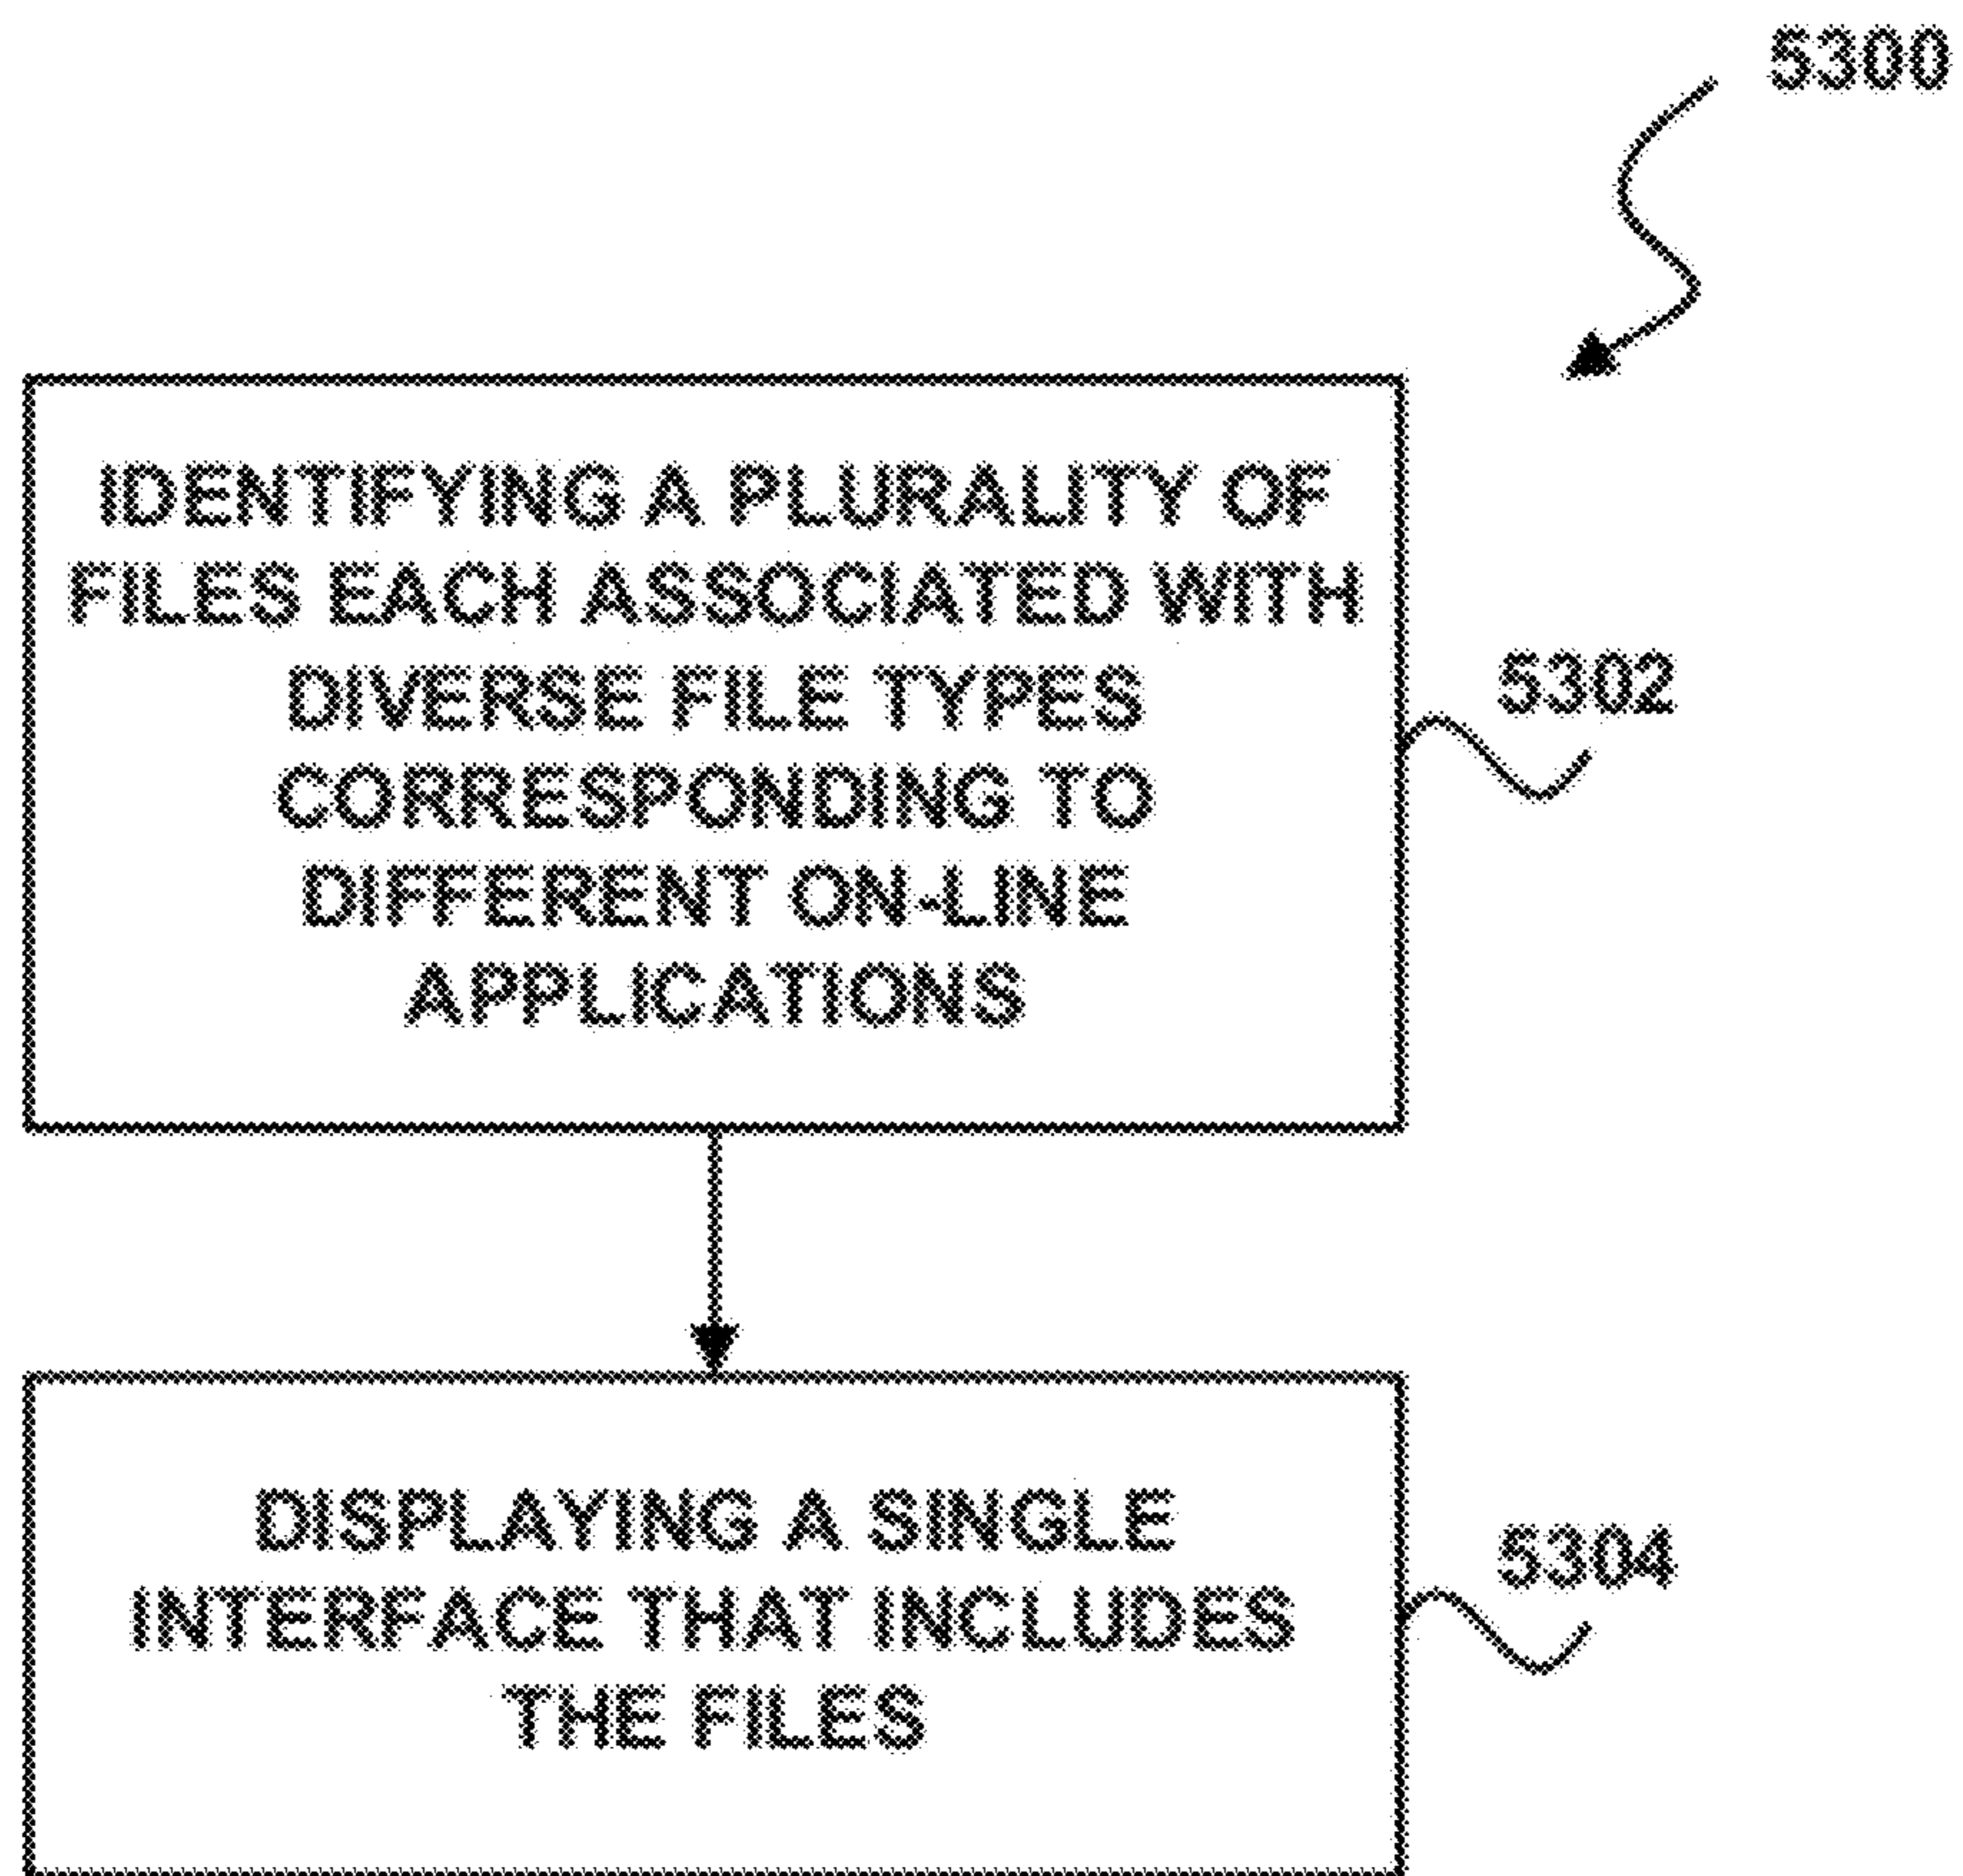 5300
IDENTIFYING A PLURALITY OF
FILES EACH ASSOCIATED WITH
DIVERSE FILE TYPES
CORRESPONDING TO
DIFFERENT ON-LINE
APPLICATIONS
5302
DISPLAYING A SINGLE
INTERFACE THAT INCLUDES
THE FILES
5304